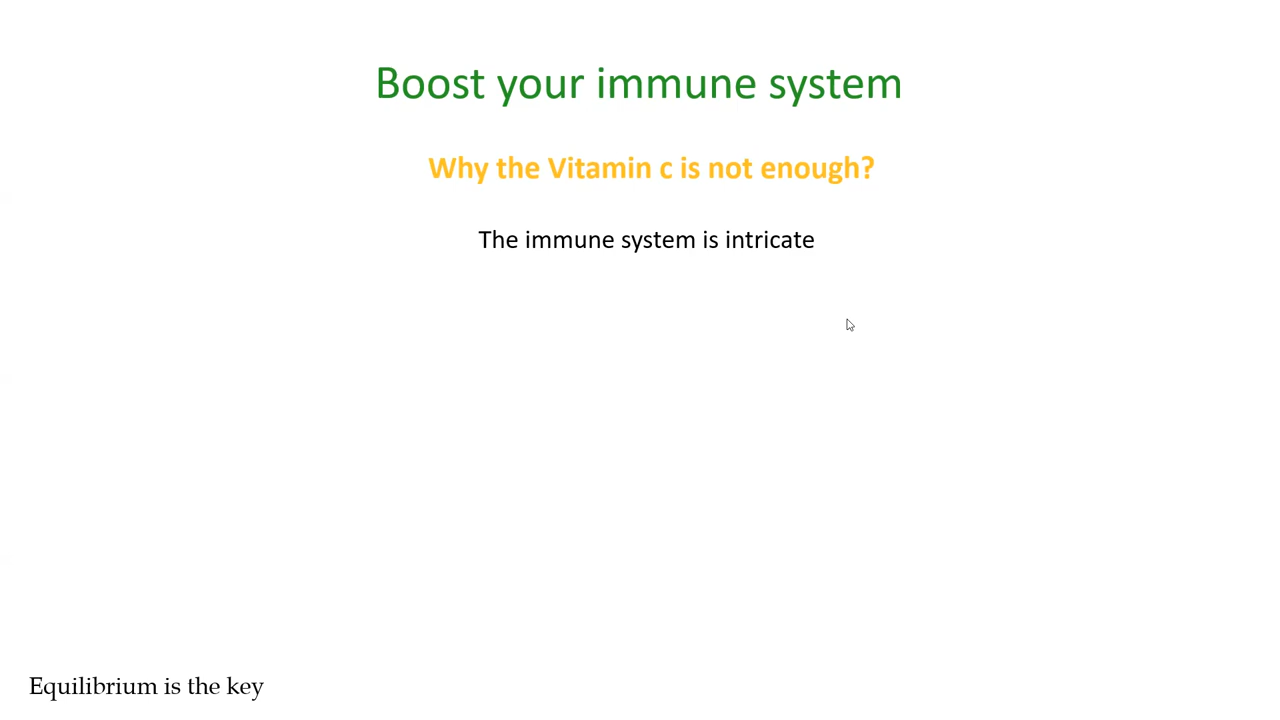 Boost your immune system
Why the Vitamin c is not enough?
The immune system is intricate
Equilibrium is the key